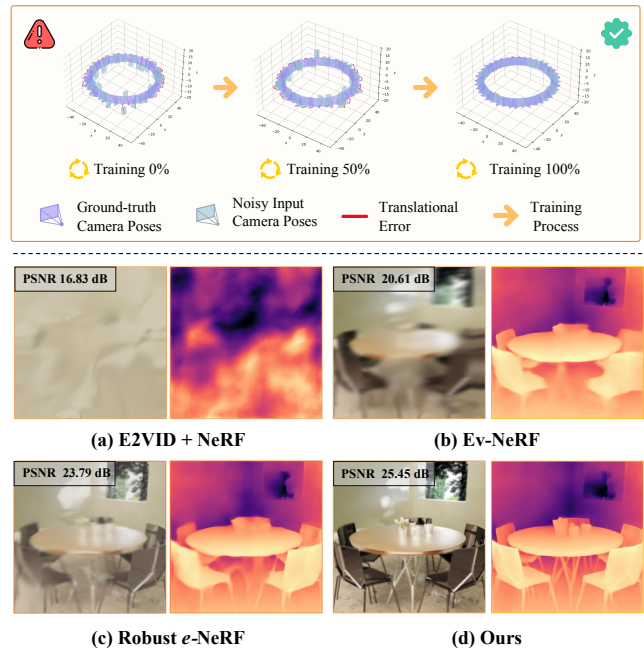 Training 0%
Training 50%
Training 100%
Ground-truth
Camera Poses
Noisy Input
Camera Poses
Translational
Error
Training
Process
PSNR 16.83 dB
PSNR 20.61 dB
(a) E2VID + NeRF
(b) Ev-NeRF
PSNR 23.79 dB
PSNR 25.45 dB
(c) Robust e-NeRF
(d) Ours